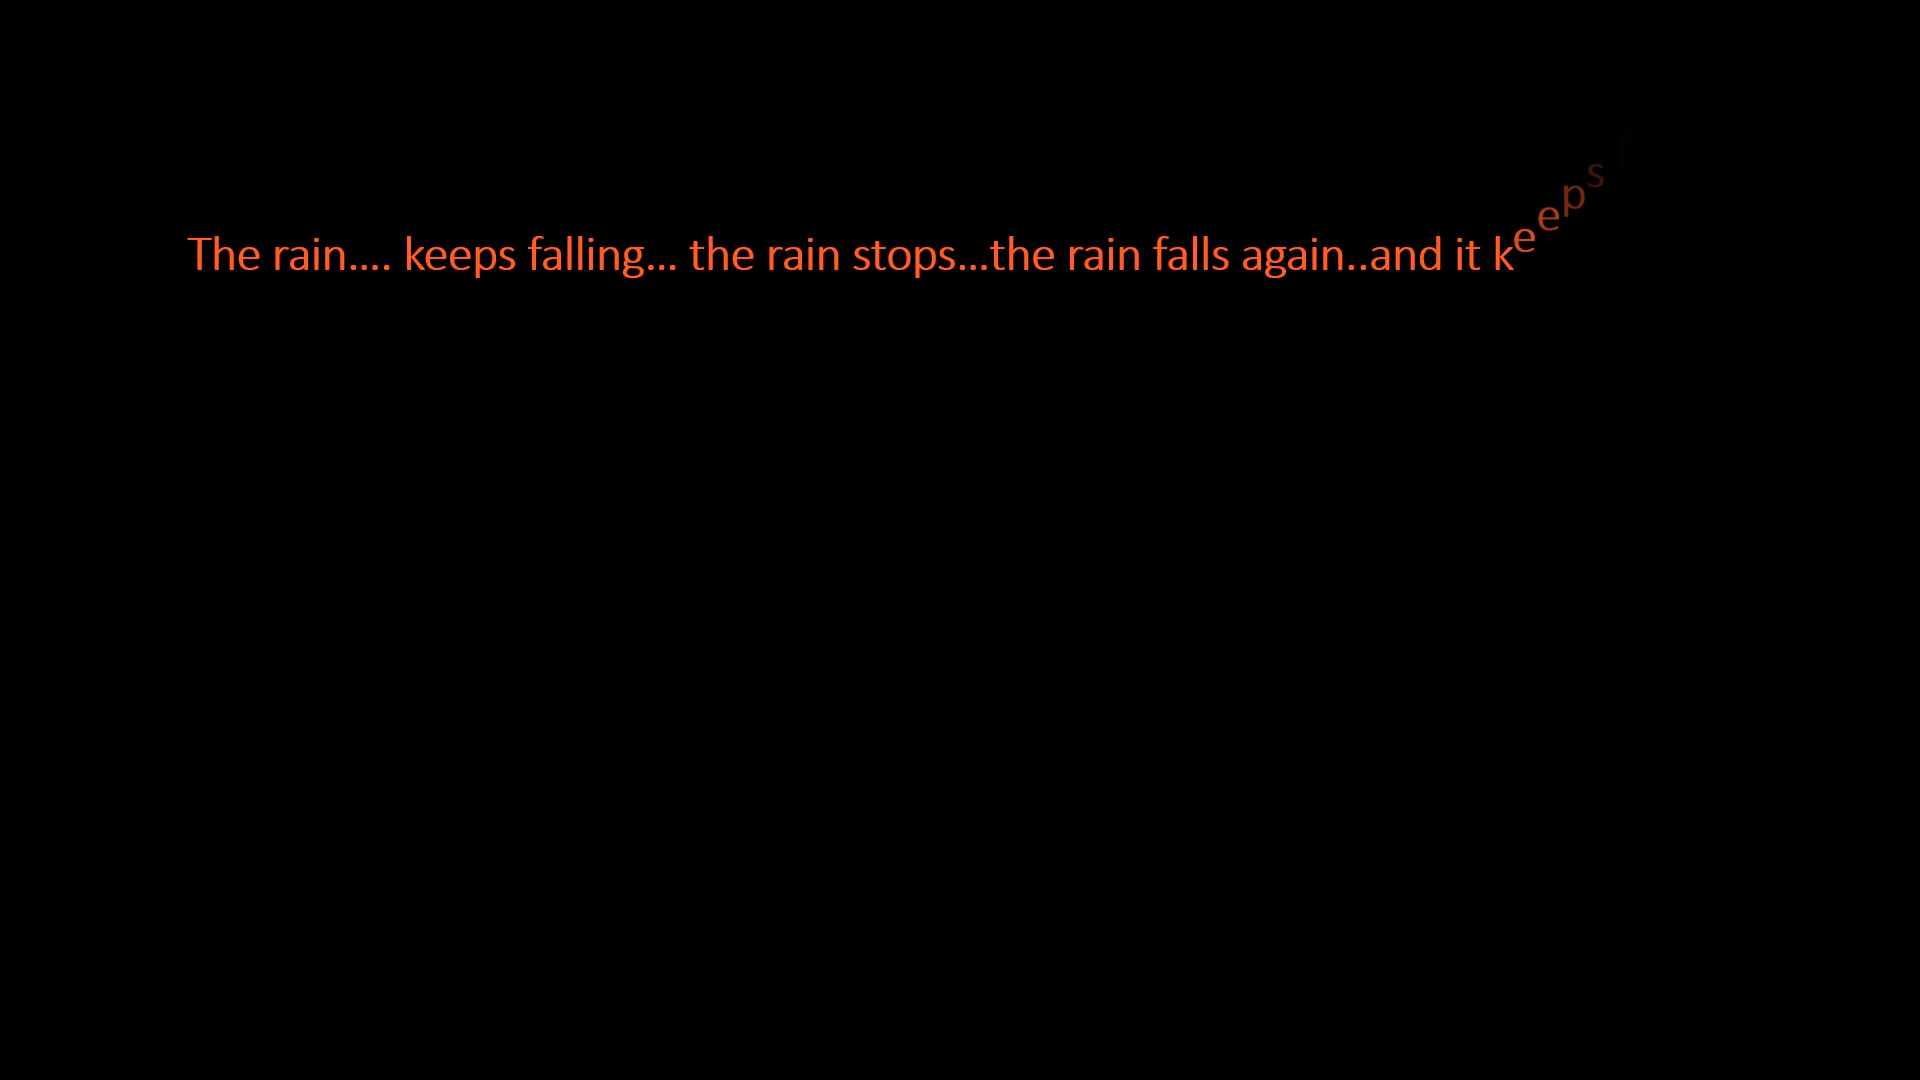 The rain.... keeps falling... the rain stops...the rain falls again..and it keeps f